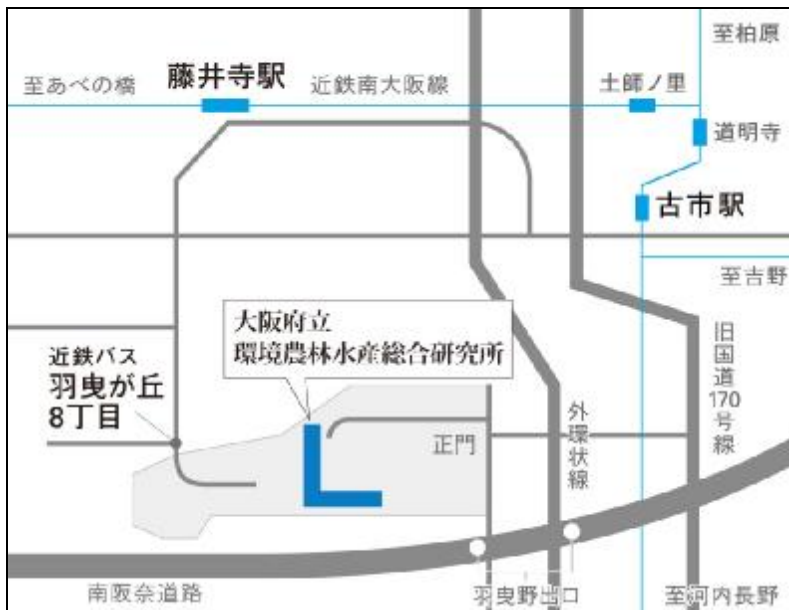 至柏原
藤井寺駅
至あべの橋
近鉄南大阪線
土師ノ里
道明寺
古市駅
至吉野
大阪府立
環境農林水産総合研究所
近鉄バス
羽曳が丘
8丁目
旧国道170号線
外環状線
正門
南阪奈道路
羽曳野出口
至河内長野